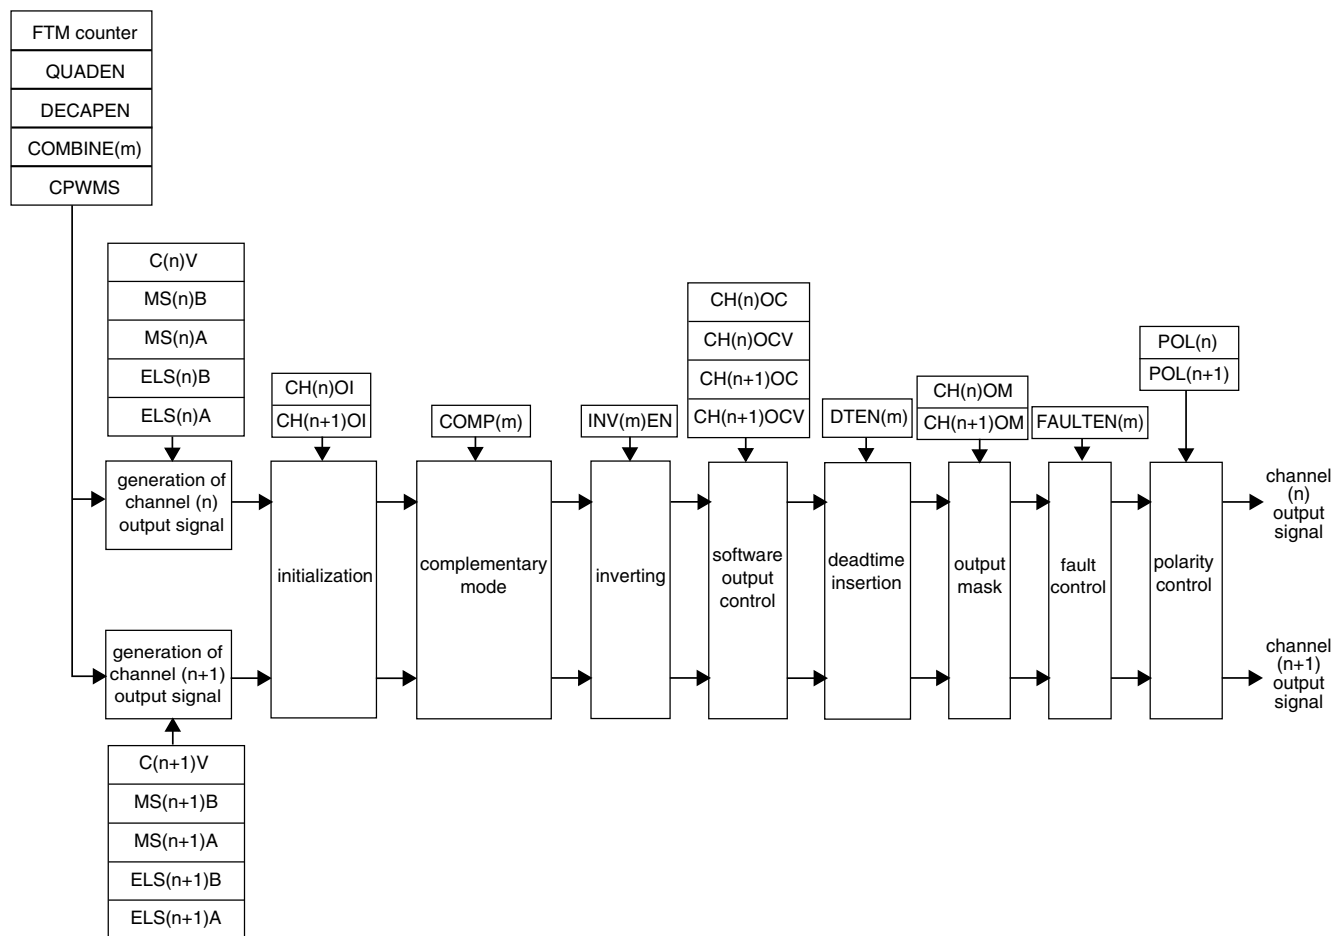 FTM counter
QUADEN
DECAPEN
COMBINE(m)
CPWMS
C(n)V
MS(n)B
MS(n)A
ELS(n)B
ELS(n)A
CH(n)OI
CH(n+1)OI
COMP(m)
INV(m)EN
CH(n)OC
CH(n)OCV
CH(n+1)OC
CH(n+1)OCV
DTEN(m)
CH(n)OM
CH(n+1)OM
FAULTEN(m)
POL(n)
POL(n+1)
generation of
channel (n)
output signal
initialization
complementary
mode
inverting
software
output
control
deadtime
insertion
output
mask
fault
control
polarity
control
channel
(n)
output
signal
generation of
channel (n+1)
output signal
channel
(n+1)
output
signal
C(n+1)V
MS(n+1)B
MS(n+1)A
ELS(n+1)B
ELS(n+1)A